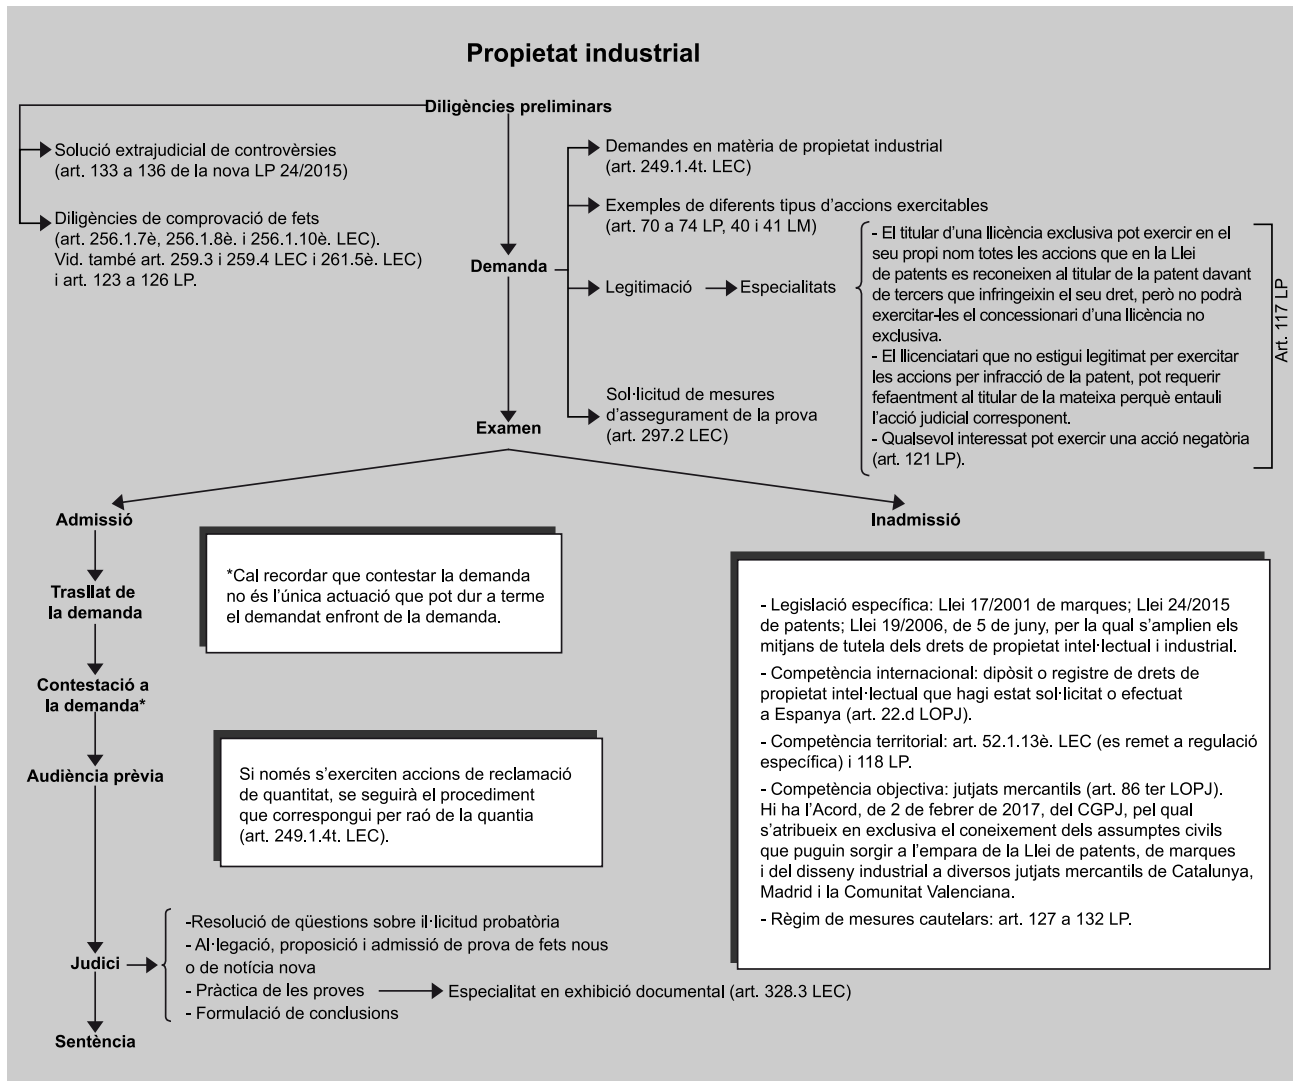 Propietat industrial
Diligències preliminars
Solució extrajudicial de controvèrsies
(art. 133 a 136 de la nova LP 24/2015)
Diligències de comprovació de fets
(art. 256.1.7è, 256.1.8è. i 256.1.10è. LEC).
Vid. també art. 259.3 i 259.4 LEC i 261.5è. LEC)
i art. 123 a 126 LP.
Demanda
Demandes en matèria de propietat industrial
(art. 249.1.4t. LEC)
Exemples de diferents tipus d’accions exercitables
(art. 70 a 74 LP, 40 i 41 LM)
Legitimació
Especialitats
- El titular d’una llicència exclusiva pot exercir en el
seu propi nom totes les accions que en la Llei
de patents es reconeixen al titular de la patent davant
de tercers que infringeixin el seu dret, però no podrà
exercitar-les el concessionari d’una llicència no
exclusiva.
- El llicenciatari que no estigui legitimat per exercitar
les accions per infracció de la patent, pot requerir
fefaentment al titular de la mateixa perquè entauli
l’acció judicial corresponent.
- Qualsevol interessat pot exercir una acció negatòria
(art. 121 LP).
Art. 117 LP
Sol·licitud de mesures
d’assegurament de la prova
(art. 297.2 LEC)
Examen
Admissió
Inadmissió
Trasllat de
la demanda
*Cal recordar que contestar la demanda
no és l’única actuació que pot dur a terme
el demandat enfront de la demanda.
Contestació a
la demanda*
Audiència prèvia
Si només s’exerciten accions de reclamació
de quantitat, se seguirà el procediment
que correspongui per raó de la quantia
(art. 249.1.4t. LEC).
- Legislació específica: Llei 17/2001 de marques; Llei 24/2015
de patents; Llei 19/2006, de 5 de juny, per la qual s’amplien els
mitjans de tutela dels drets de propietat intel·lectual i industrial.
- Competència internacional: dipòsit o registre de drets de
propietat intel·lectual que hagi estat sol·licitat o efectuat
a Espanya (art. 22.d LOPJ).
- Competència territorial: art. 52.1.13è. LEC (es remet a regulació
específica) i 118 LP.
- Competència objectiva: jutjats mercantils (art. 86 ter LOPJ).
Hi ha l’Acord, de 2 de febrer de 2017, del CGPJ, pel qual
s’atribueix en exclusiva el coneixement dels assumptes civils
que puguin sorgir a l’empara de la Llei de patents, de marques
i del disseny industrial a diversos jutjats mercantils de Catalunya,
Madrid i la Comunitat Valenciana.
- Règim de mesures cautelars: art. 127 a 132 LP.
Judici
-Resolució de qüestions sobre il·licitud probatòria
- Al·legació, proposició i admissió de prova de fets nous
o de notícia nova
- Pràctica de les proves
Especialitat en exhibició documental (art. 328.3 LEC)
- Formulació de conclusions
Sentència